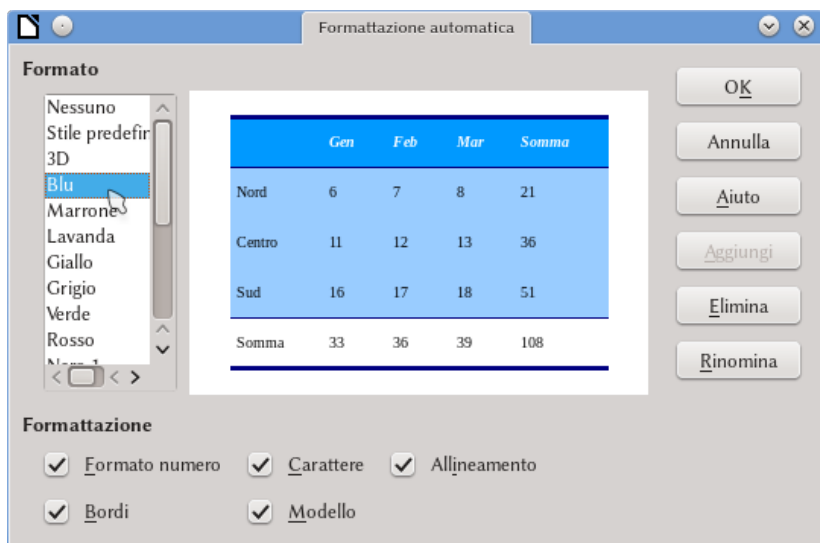 Formattazione automatica
Formato
Nessuno
Stile predefin
3D
Blu
Marrone
Lavanda
Giallo
Grigio
Verde
Rosso
Gen Feb Mar Somma
Nord 6 7 8 21
Centro 11 12 13 36
Sud 16 17 18 51
Somma 33 36 39 108
OK
Annulla
Aiuto
Aggiungi
Elimina
Rinomina
Formattazione
Formato numero Carattere Allineamento
Bordi Modello